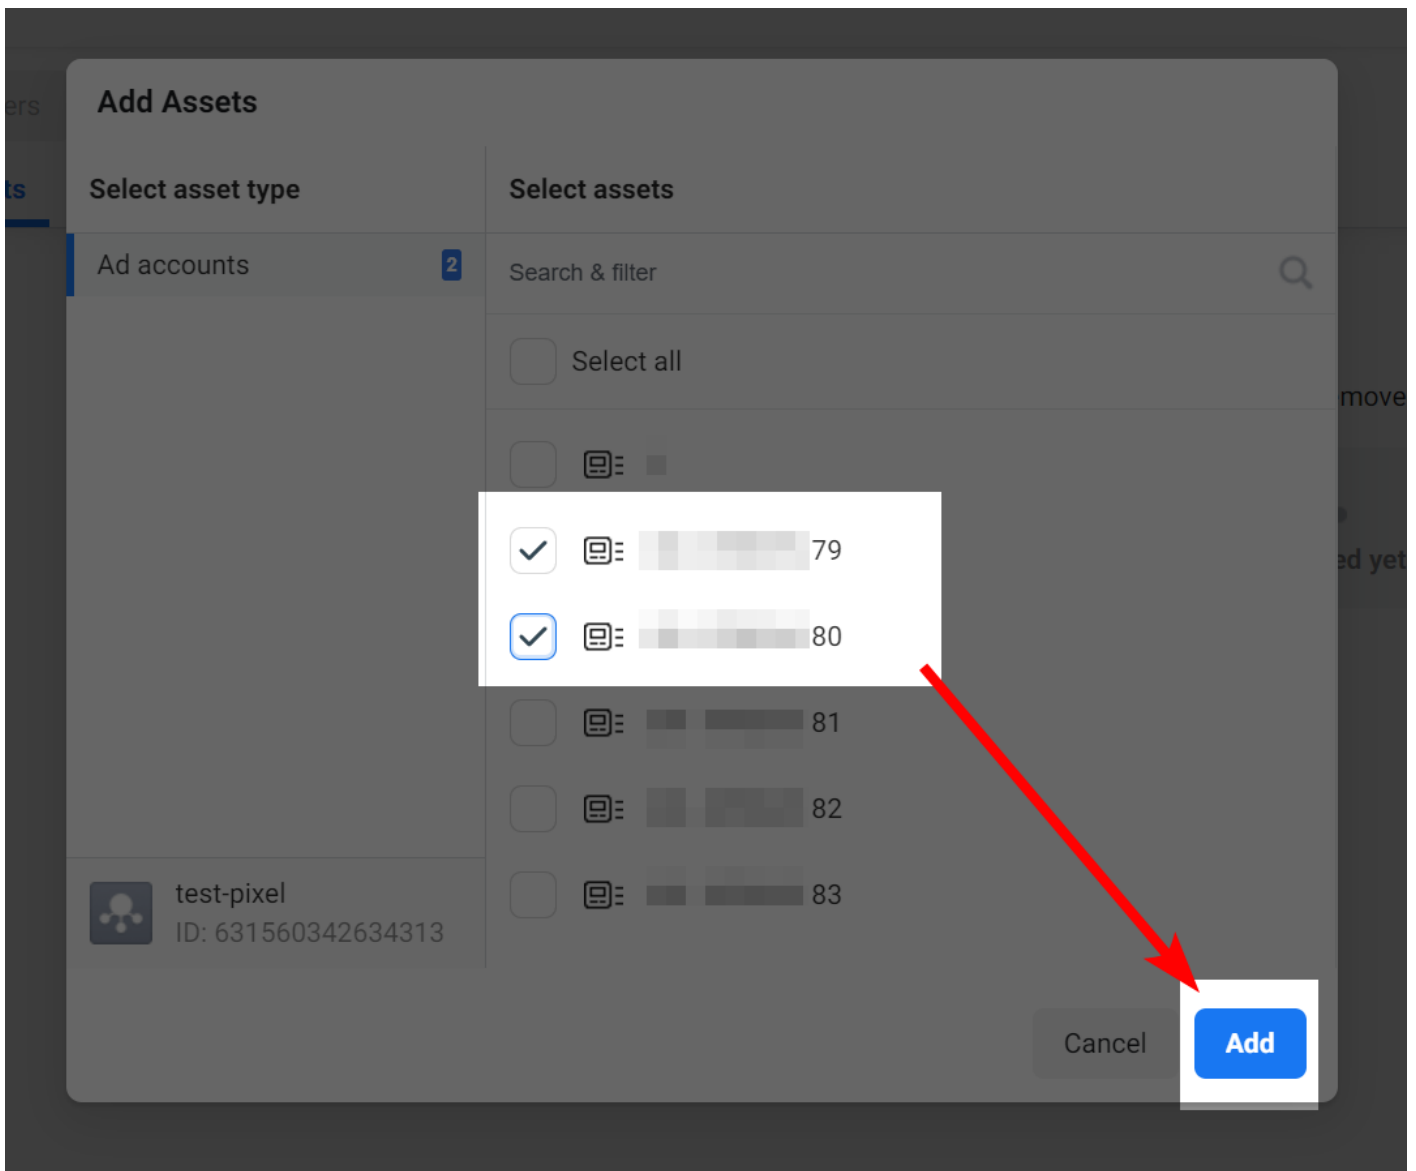 ers
Add Assets
ts
Select asset type
Select assets
Ad accounts
2
Search & filter
Select all
move
79
ed yet
80
81
82
83
test-pixel
ID: 631560342634313
Cancel
Add